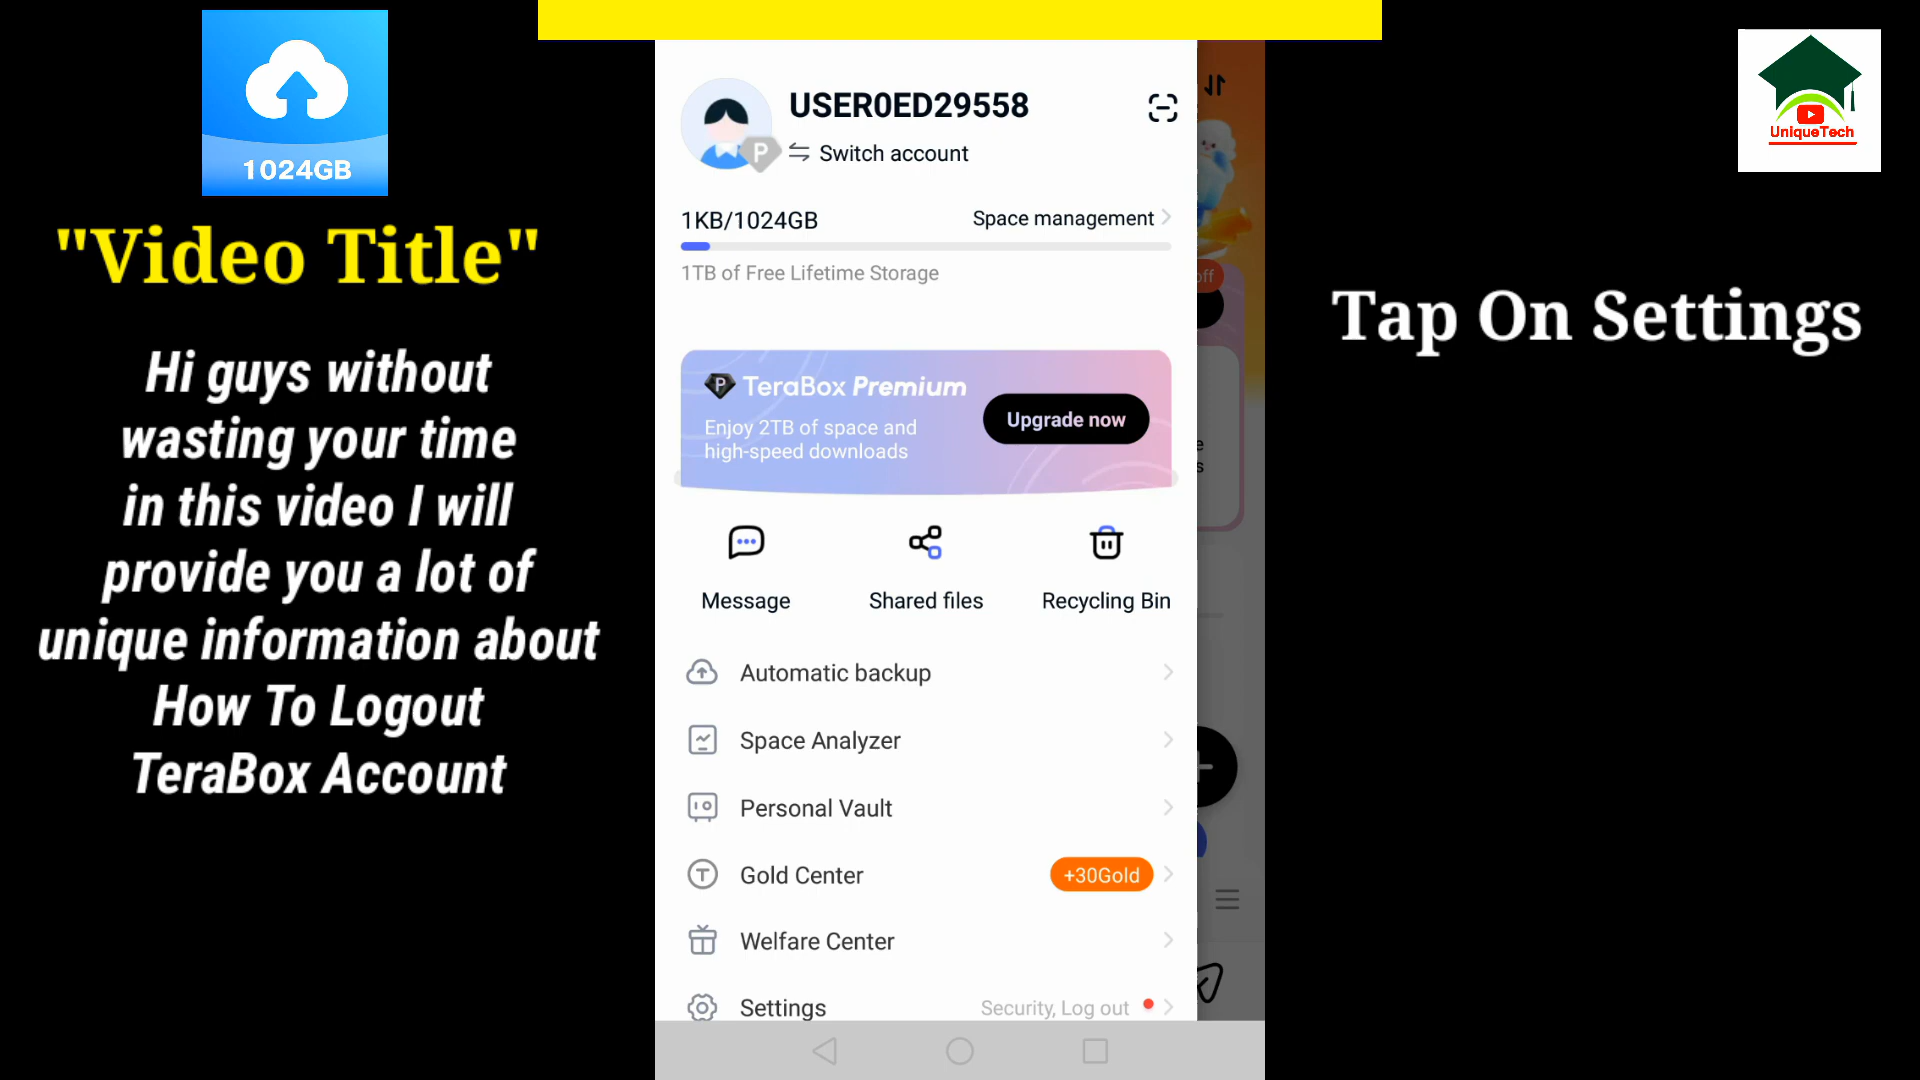 1024GB
"Video Title"
Hi guys without
wasting your time
in this video I will
provide you a lot of
unique information about
How To Logout
TeraBox Account
USER0ED29558
Switch account
1KB/1024GB
Space management
1TB of Free Lifetime Storage
P TeraBox Premium
Enjoy 2TB of space and
high-speed downloads
Upgrade now
Message
Shared files
Recycling Bin
Automatic backup
Space Analyzer
Personal Vault
Gold Center
+30Gold
Welfare Center
Settings
Security, Log out
off
e
s
UniqueTech
Tap On Settings